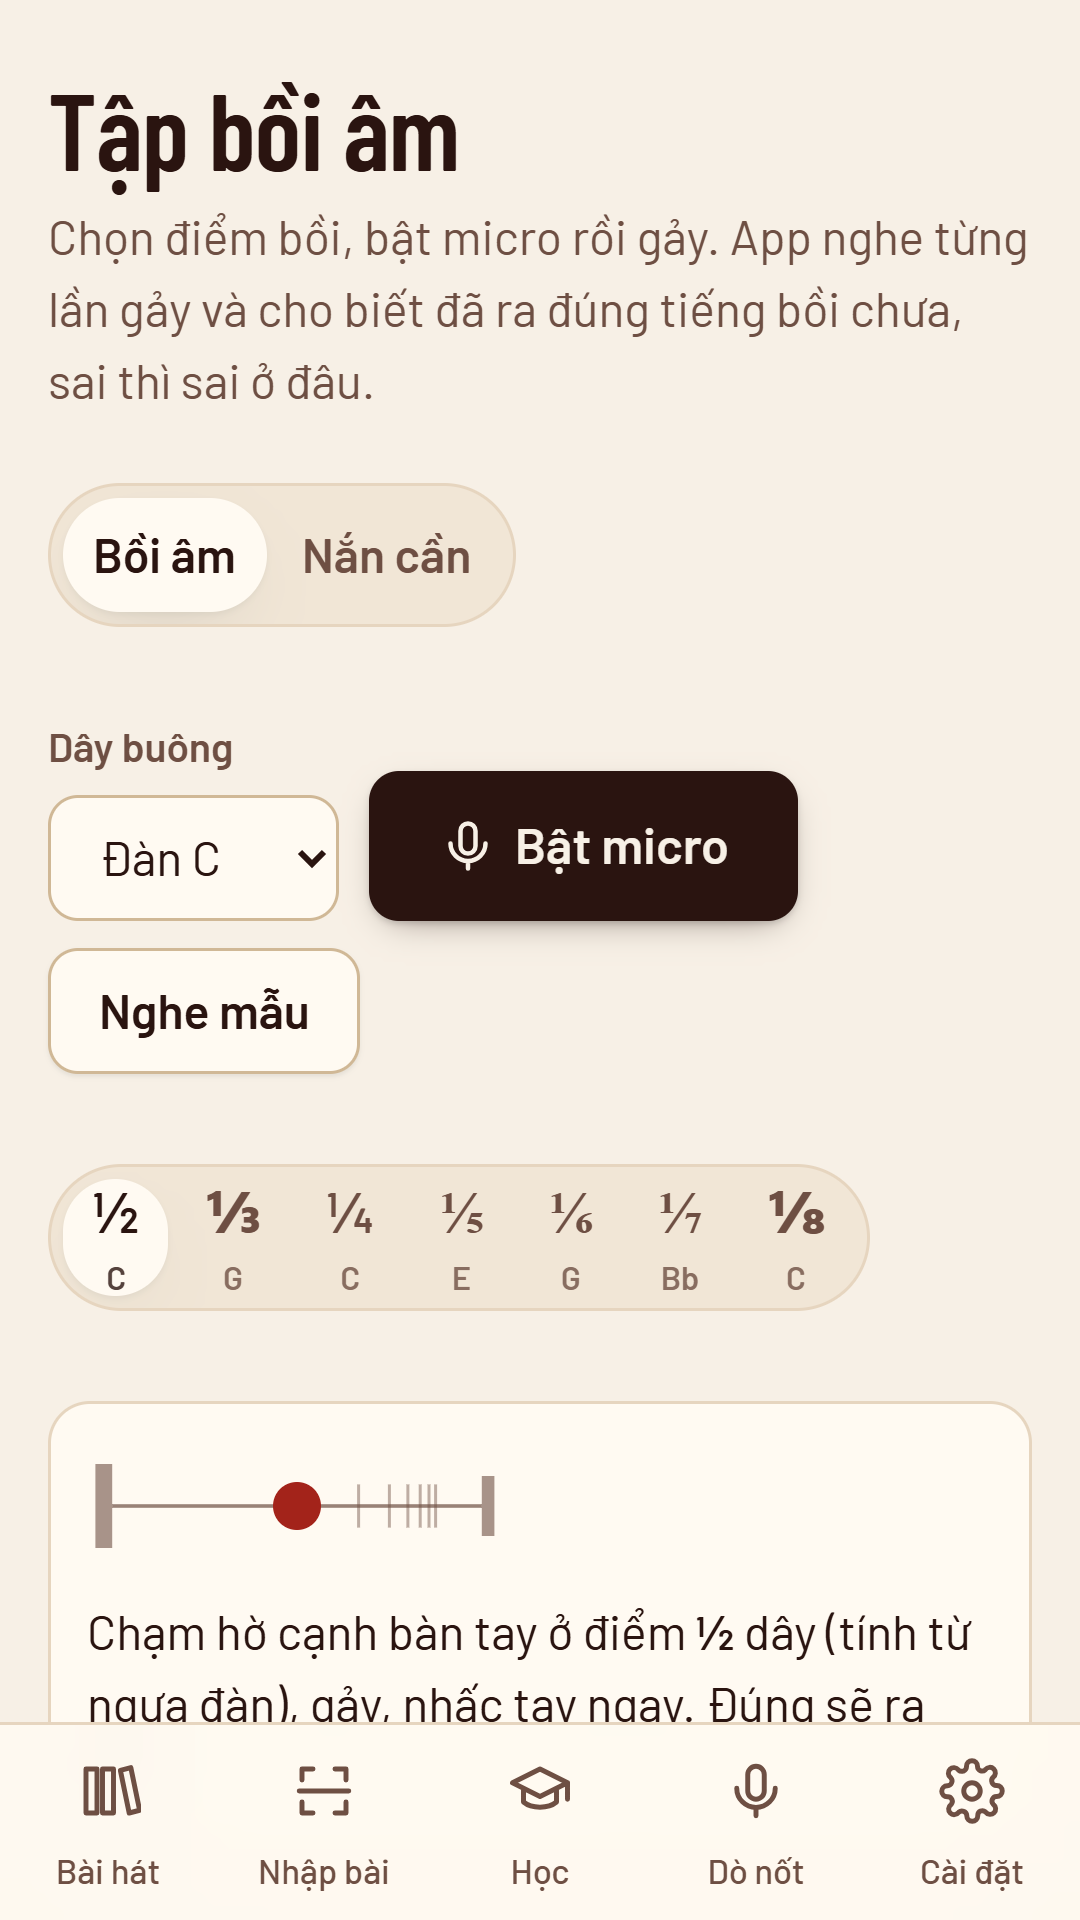 Tập bồi âm
Chọn điểm bồi, bật micro rồi gảy. App nghe từng
lần gảy và cho biết đã ra đúng tiếng bồi chưa,
sai thì sai ở đâu.
Bồi âm Nắn cần
Dây buông
Đàn C
Bật micro
Nghe mẫu
½ ⅓ ¼ ⅕ ⅙ ⅐ ⅛
C G C E G Bb C
Chạm hờ cạnh bàn tay ở điểm ½ dây (tính từ
ngựa đàn), gảy, nhấc tay ngay. Đúng sẽ ra
Bài hát Nhập bài Học Dò nốt Cài đặt